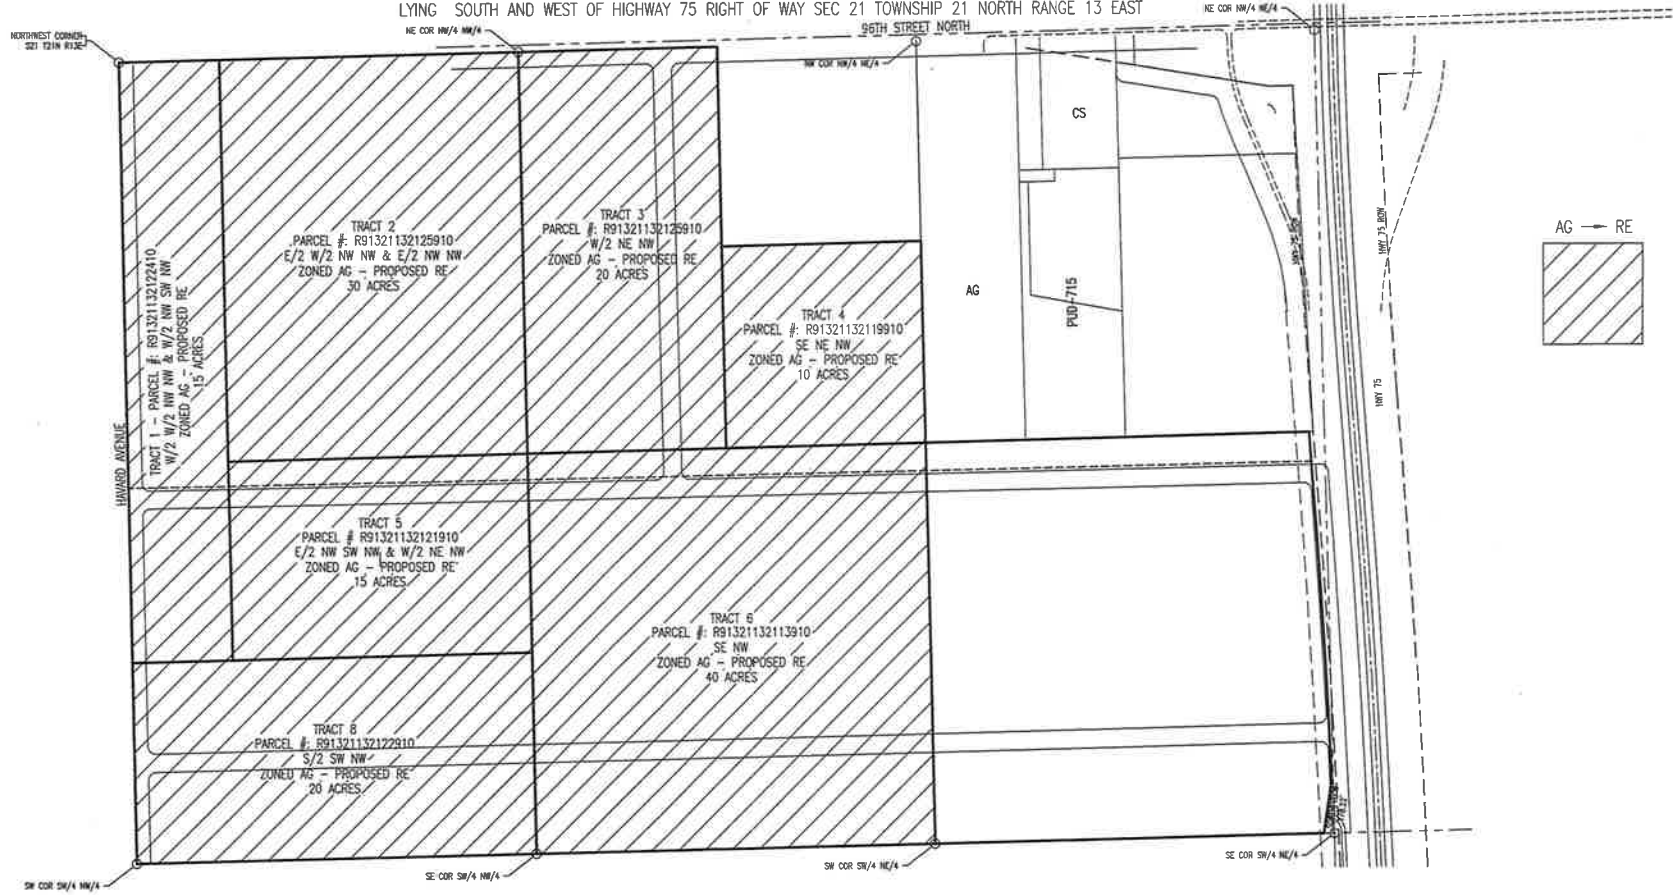 LYING SOUTH AND WEST OF HIGHWAY 75 RIGHT OF WAY SEC 21 TOWNSHIP 21 NORTH RANGE 13 EAST
NORTHWEST CORNER
S21 T21N R13E
NE COR NW/4 NW/4
96TH STREET NORTH
NW COR NW/4 NE/4
NE COR NW/4 NE/4
CS
TRACT 2
PARCEL #: R91321132125910
E/2 W/2 NW NW & E/2 NW NW
ZONED AG - PROPOSED RE
30 ACRES
TRACT 3
PARCEL #: R91321132125910
W/2 NE NW
ZONED AG - PROPOSED RE
20 ACRES
TRACT 1 - PARCEL #: R91321132122410
W/2 W/2 NW NW & W/2 NW SW NW
ZONED AG - PROPOSED RE
15 ACRES
TRACT 4
PARCEL #: R91321132119910
SE NE NW
ZONED AG - PROPOSED RE
10 ACRES
AG
PUD-715
HWY 75 ROW
HWY 75 ROW
HWY 75
AG → RE
HAVARD AVENUE
TRACT 5
PARCEL # R91321132121910
E/2 NW SW NW & W/2 NE NW
ZONED AG - PROPOSED RE
15 ACRES
TRACT 6
PARCEL #: R91321132113910
SE NW
ZONED AG - PROPOSED RE
40 ACRES
TRACT 8
PARCEL #: R91321132122910
S/2 SW NW
ZONED AG - PROPOSED RE
20 ACRES
SW COR SW/4 NW/4
SE COR SW/4 NW/4
SW COR SW/4 NE/4
SE COR SW/4 NE/4